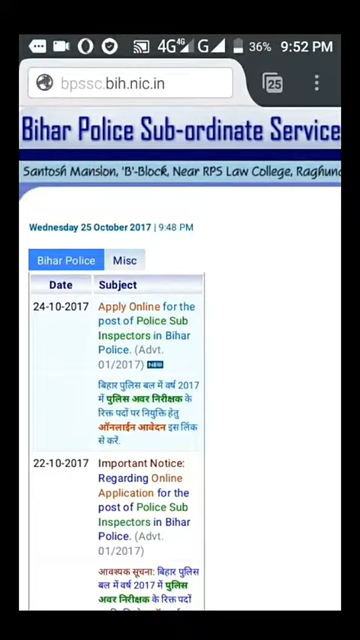 4G 4G G 36% 9:52 PM
bpssc.bih.nic.in
25
Bihar Police Sub-ordinate Service
Santosh Mansion, 'B'-Block, Near RPS Law College, Raghuna
Wednesday 25 October 2017 | 9:48 PM
Bihar Police Misc
Date Subject
24-10-2017 Apply Online for the
post of Police Sub
Inspectors in Bihar
Police. (Advt.
01/2017) NEW
बिहार पुलिस बल में वर्ष 2017
में पुलिस अवर निरीक्षक के
रिक्त पदों पर नियुक्ति हेतु
ऑनलाईन आवेदन इस लिंक
से करें.
22-10-2017 Important Notice:
Regarding Online
Application for the
post of Police Sub
Inspectors in Bihar
Police. (Advt.
01/2017)
आवश्यक सूचना: बिहार पुलिस
बल में वर्ष 2017 में पुलिस
अवर निरीक्षक के रिक्त पदों